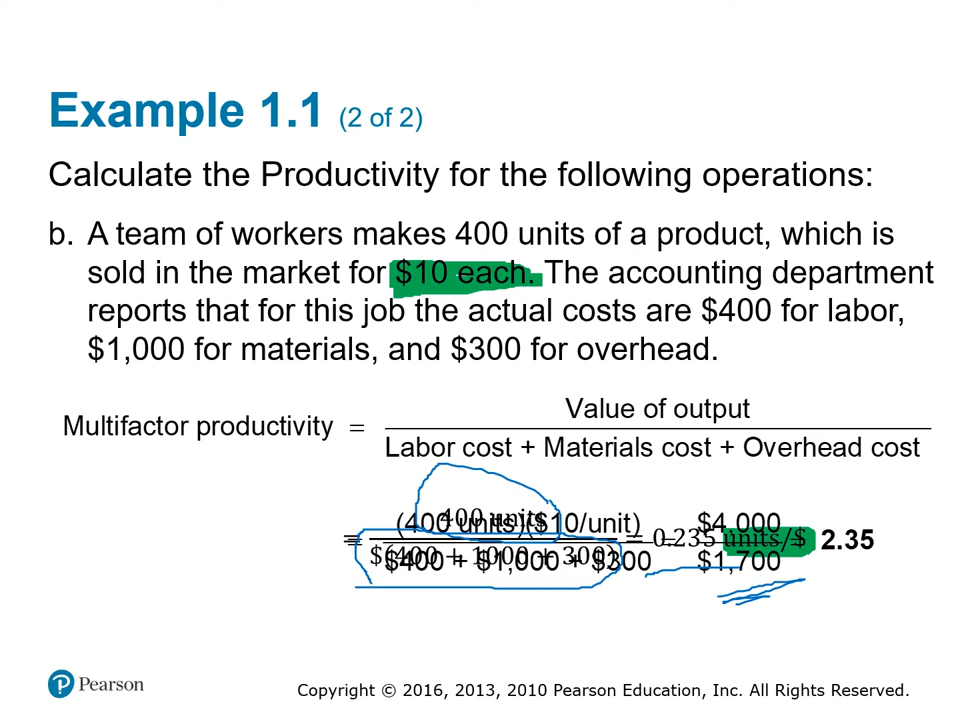 Example 1.1 (2 of 2)
Calculate the Productivity for the following operations:
b. A team of workers makes 400 units of a product, which is
sold in the market for $10 each. The accounting department
reports that for this job the actual costs are $400 for labor,
$1,000 for materials, and $300 for overhead.
Value of output
Multifactor productivity =
Labor cost + Materials cost + Overhead cost
400 units
(400 units)($10/unit) $4,000
= = 0.235 units/$ = 2.35
$(400 + 1000 + 300)
$400 + $1,000 + $300 $1,700
Pearson
Copyright © 2016, 2013, 2010 Pearson Education, Inc. All Rights Reserved.